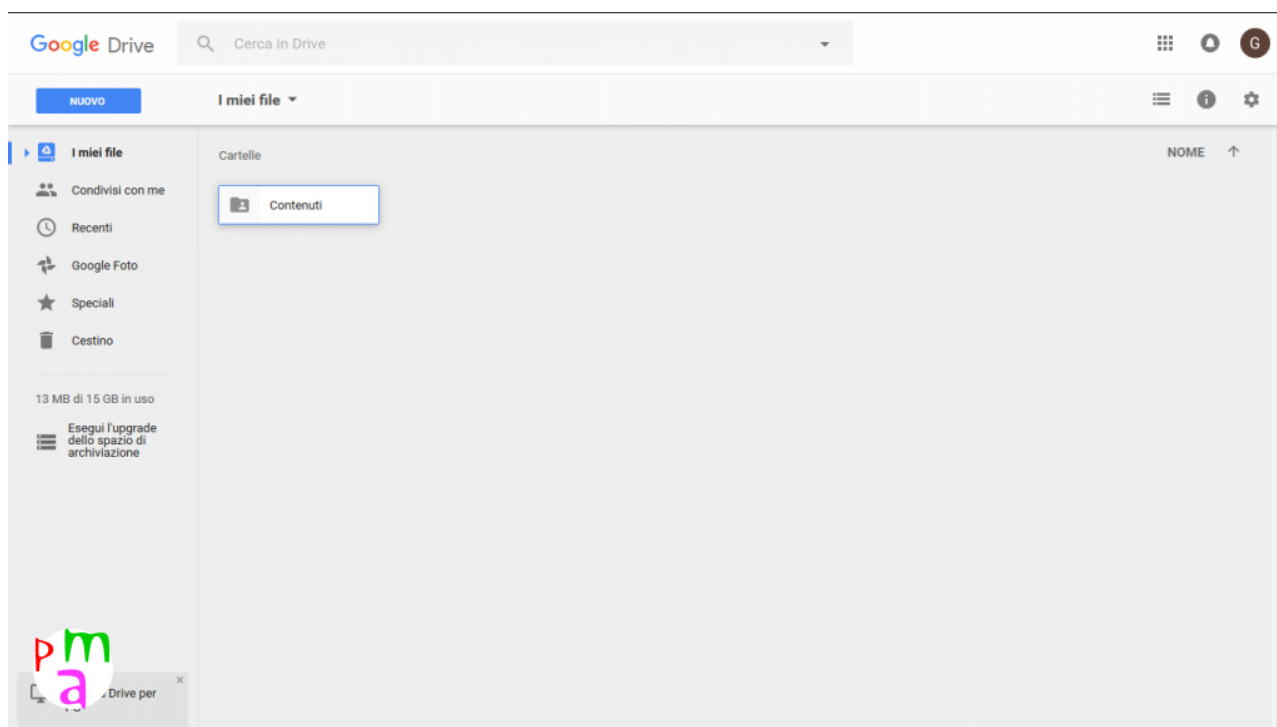 Google Drive
Cerca in Drive
G
NUOVO
I miei file
I miei file
Condivisi con me
Recenti
Google Foto
Speciali
Cestino
13 MB di 15 GB in uso
Esegui l'upgrade
dello spazio di
archiviazione
Cartelle
NOME
Contenuti
p m
a
Drive per